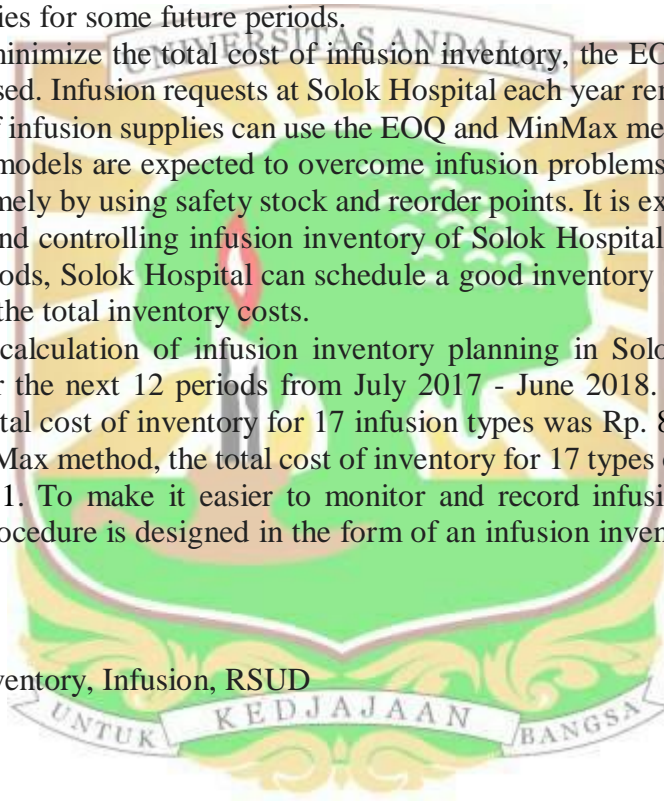 ies for some future periods.
UNIVERSITAS ANDALAS
minimize the total cost of infusion inventory, the EO
sed. Infusion requests at Solok Hospital each year ren
f infusion supplies can use the EOQ and MinMax me
models are expected to overcome infusion problems
mely by using safety stock and reorder points. It is ex
nd controlling infusion inventory of Solok Hospital
ods, Solok Hospital can schedule a good inventory
the total inventory costs.
calculation of infusion inventory planning in Solo
r the next 12 periods from July 2017 - June 2018.
tal cost of inventory for 17 infusion types was Rp. 8
Max method, the total cost of inventory for 17 types
1. To make it easier to monitor and record infusi
ocedure is designed in the form of an infusion inven
ventory, Infusion, RSUD
UNTUK KEDJAJAAN BANGSA